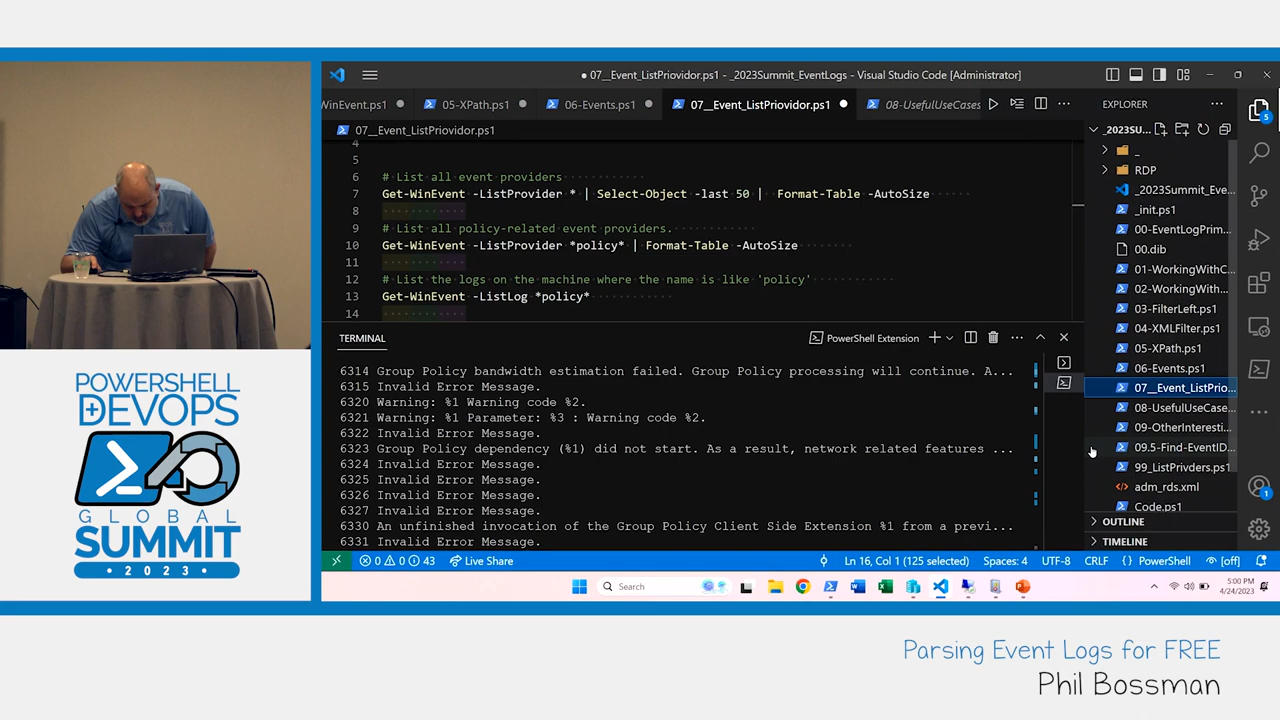 07__Event_ListPriovidor.ps1 - _2023Summit_EventLogs - Visual Studio Code [Administrator]
WinEvent.ps1
05-XPath.ps1
06-Events.ps1
07__Event_ListPriovidor.ps1
08-UsefulUseCases
07__Event_ListPriovidor.ps1
4
5
6 # List all event providers
7 Get-WinEvent -ListProvider * | Select-Object -last 50 | Format-Table -AutoSize
8
9 # List all policy-related event providers.
10 Get-WinEvent -ListProvider *policy* | Format-Table -AutoSize
11
12 # List the logs on the machine where the name is like 'policy'
13 Get-WinEvent -ListLog *policy*
14
TERMINAL
PowerShell Extension
6314 Group Policy bandwidth estimation failed. Group Policy processing will continue. A...
6315 Invalid Error Message.
6320 Warning: %1 Warning code %2.
6321 Warning: %1 Parameter: %3 : Warning code %2.
6322 Invalid Error Message.
6323 Group Policy dependency (%1) did not start. As a result, network related features ...
6324 Invalid Error Message.
6325 Invalid Error Message.
6326 Invalid Error Message.
6327 Invalid Error Message.
6330 An unfinished invocation of the Group Policy Client Side Extension %1 from a previ...
6331 Invalid Error Message.
EXPLORER
_2023SU...
_
RDP
_2023Summit_Eve...
_init.ps1
00-EventLogPrim...
00.dib
01-WorkingWithC...
02-WorkingWith...
03-FilterLeft.ps1
04-XMLFilter.ps1
05-XPath.ps1
06-Events.ps1
07__Event_ListPrio...
08-UsefulUseCase...
09-OtherInteresti...
09.5-Find-EventID...
99_ListPrivders.ps1
adm_rds.xml
Code.ps1
OUTLINE
TIMELINE
5
1
0 0 43
Live Share
Ln 16, Col 1 (125 selected)
Spaces: 4
UTF-8
CRLF
{ } PowerShell
[off]
Search
5:00 PM
4/24/2023
POWERSHELL
+DEVOPS
GLOBAL
SUMMIT
2023
Parsing Event Logs for FREE
Phil Bossman